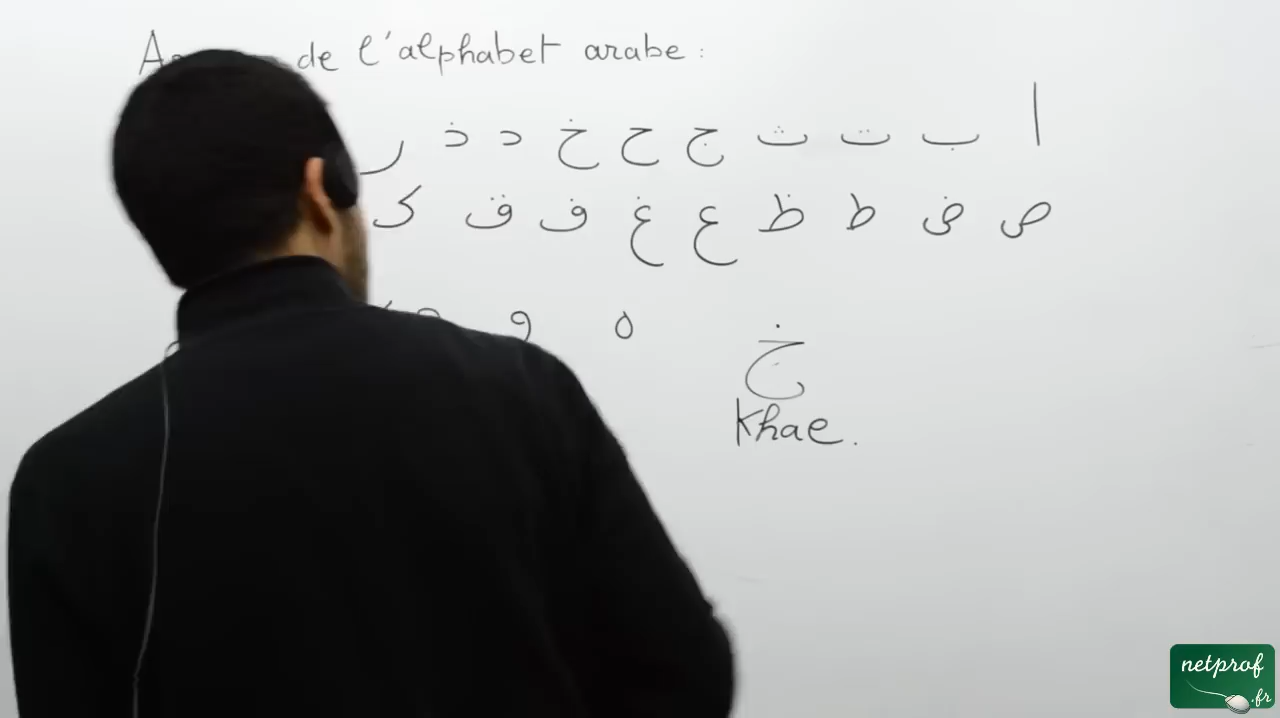 de l'alphabet arabe :
ا ب ت ث ج ح خ د ذ ر
ص ض ط ظ ع غ ف ق ک
ه و
خ
Khae.
netprof
.fr